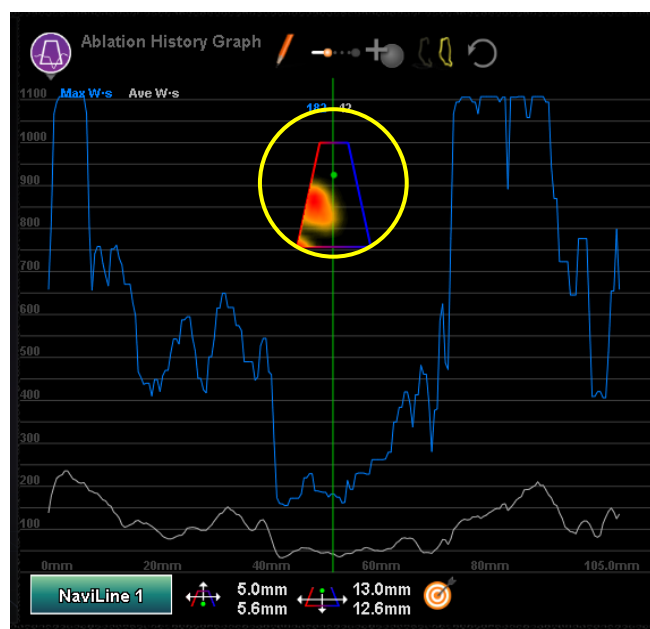 Ablation History Graph
1100 Max W·s Ave W·s
182 42
1000
900
800
700
600
500
400
300
200
100
0mm 20mm 40mm 60mm 80mm 105.0mm
NaviLine 1
5.0mm 13.0mm
5.6mm 12.6mm